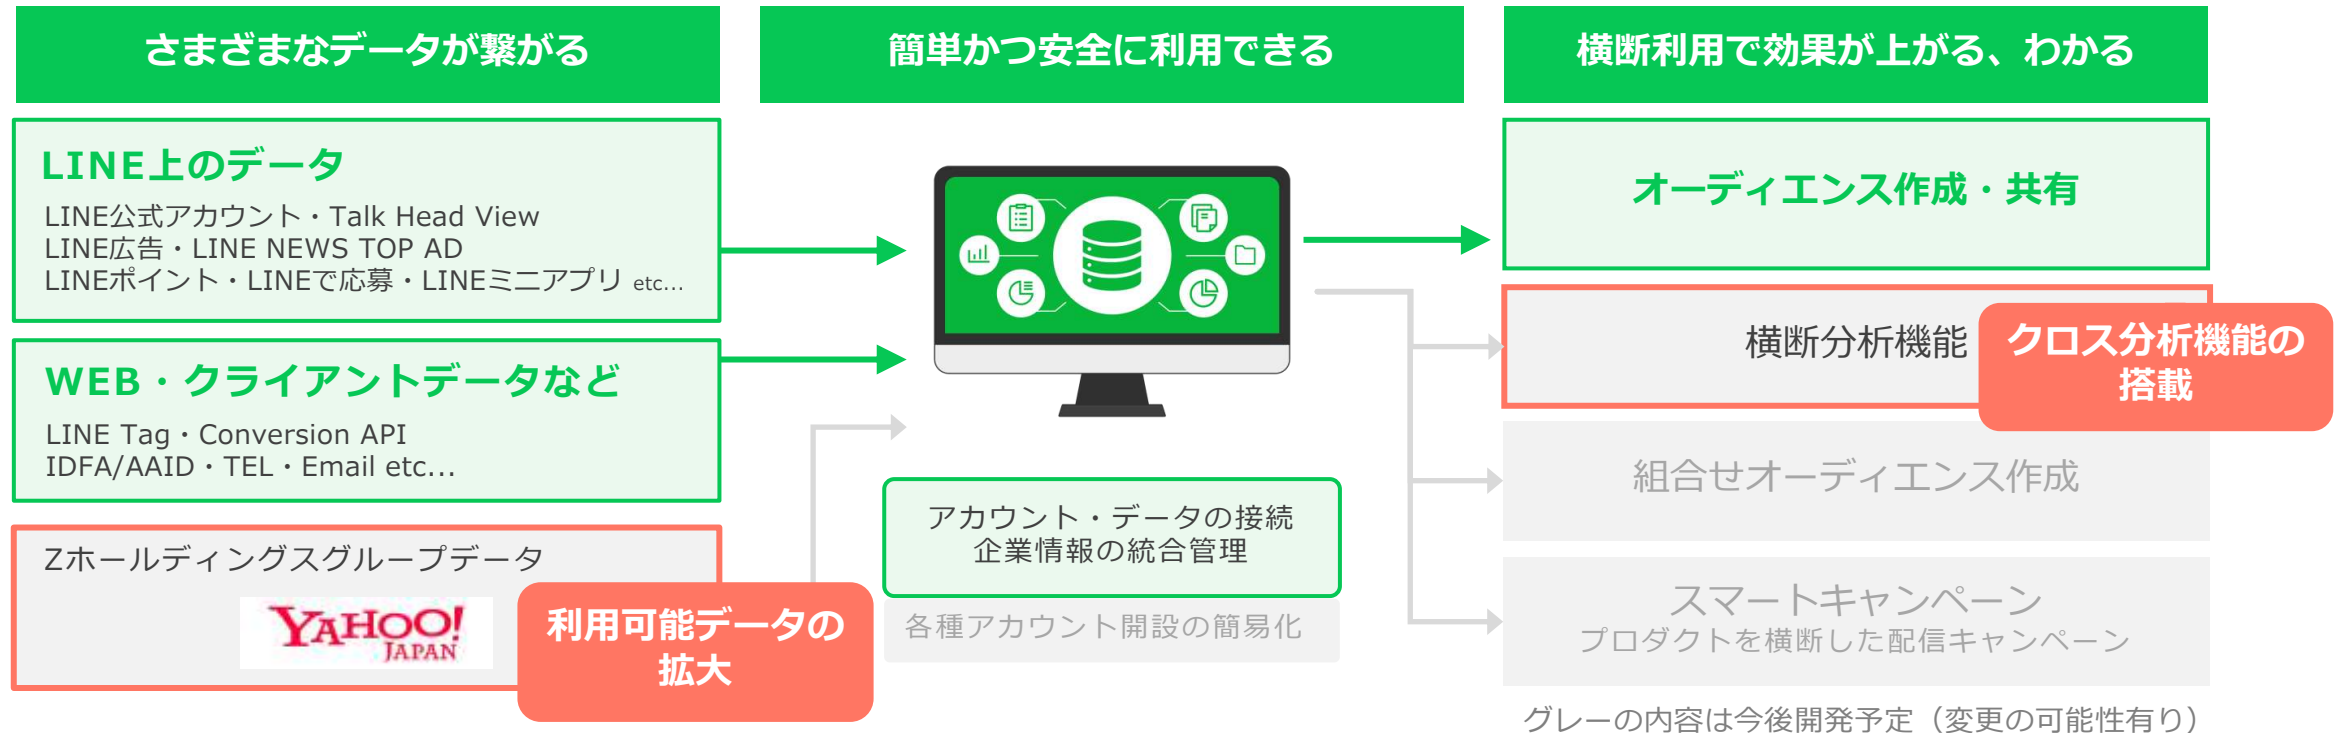 さまざまなデータが繋がる
簡単かつ安全に利用できる
横断利用で効果が上がる、わかる
LINE上のデータ
LINE公式アカウント・Talk Head View
LINE広告・LINE NEWS TOP AD
LINEポイント・LINEで応募・LINEミニアプリ etc...
WEB・クライアントデータなど
LINE Tag・Conversion API
IDFA/AAID・TEL・Email etc...
Zホールディングスグループデータ
YAHOO!
JAPAN
利用可能データの
拡大
アカウント・データの接続
企業情報の統合管理
各種アカウント開設の簡易化
オーディエンス作成・共有
横断分析機能
クロス分析機能の
搭載
組合せオーディエンス作成
スマートキャンペーン
プロダクトを横断した配信キャンペーン
グレーの内容は今後開発予定（変更の可能性有り）